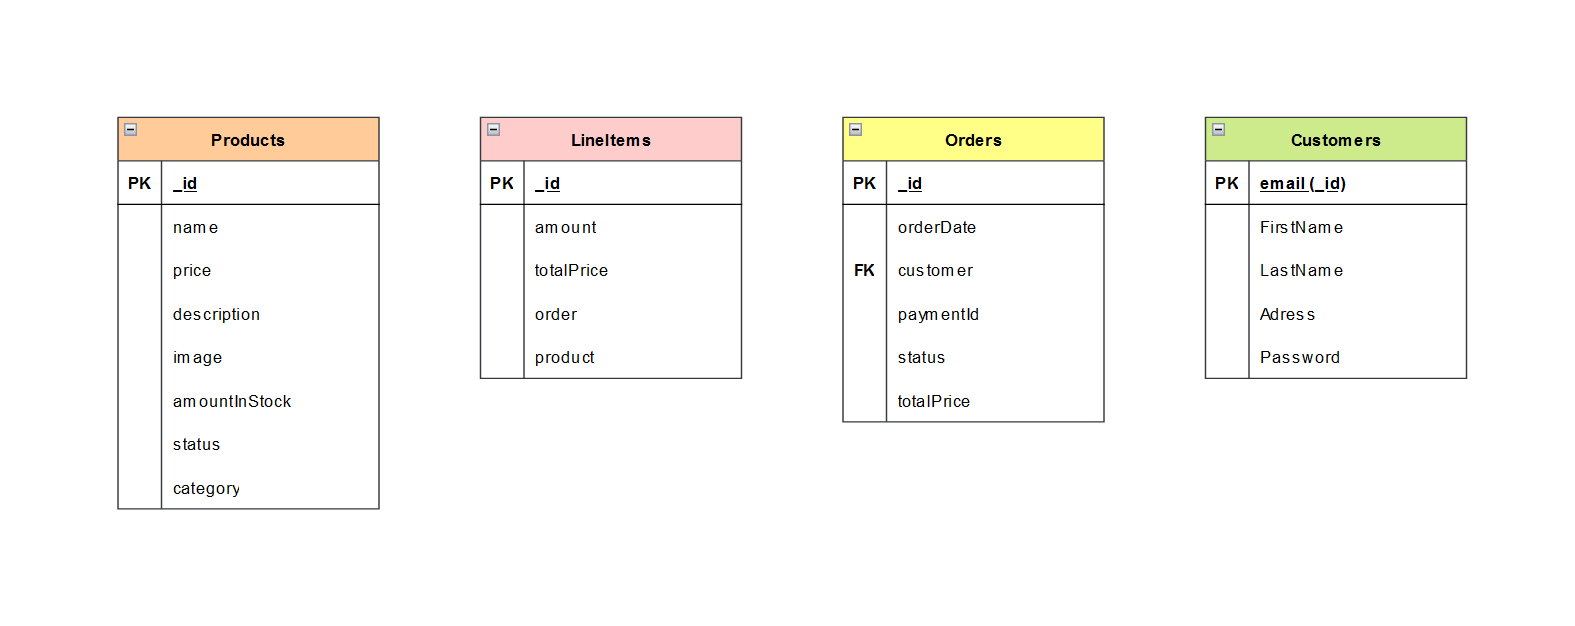 Products
PK _id
name
price
description
image
amountInStock
status
category
LineItems
PK _id
amount
totalPrice
order
product
Orders
PK _id
orderDate
FK customer
paymentId
status
totalPrice
Customers
PK email (_id)
FirstName
LastName
Adress
Password